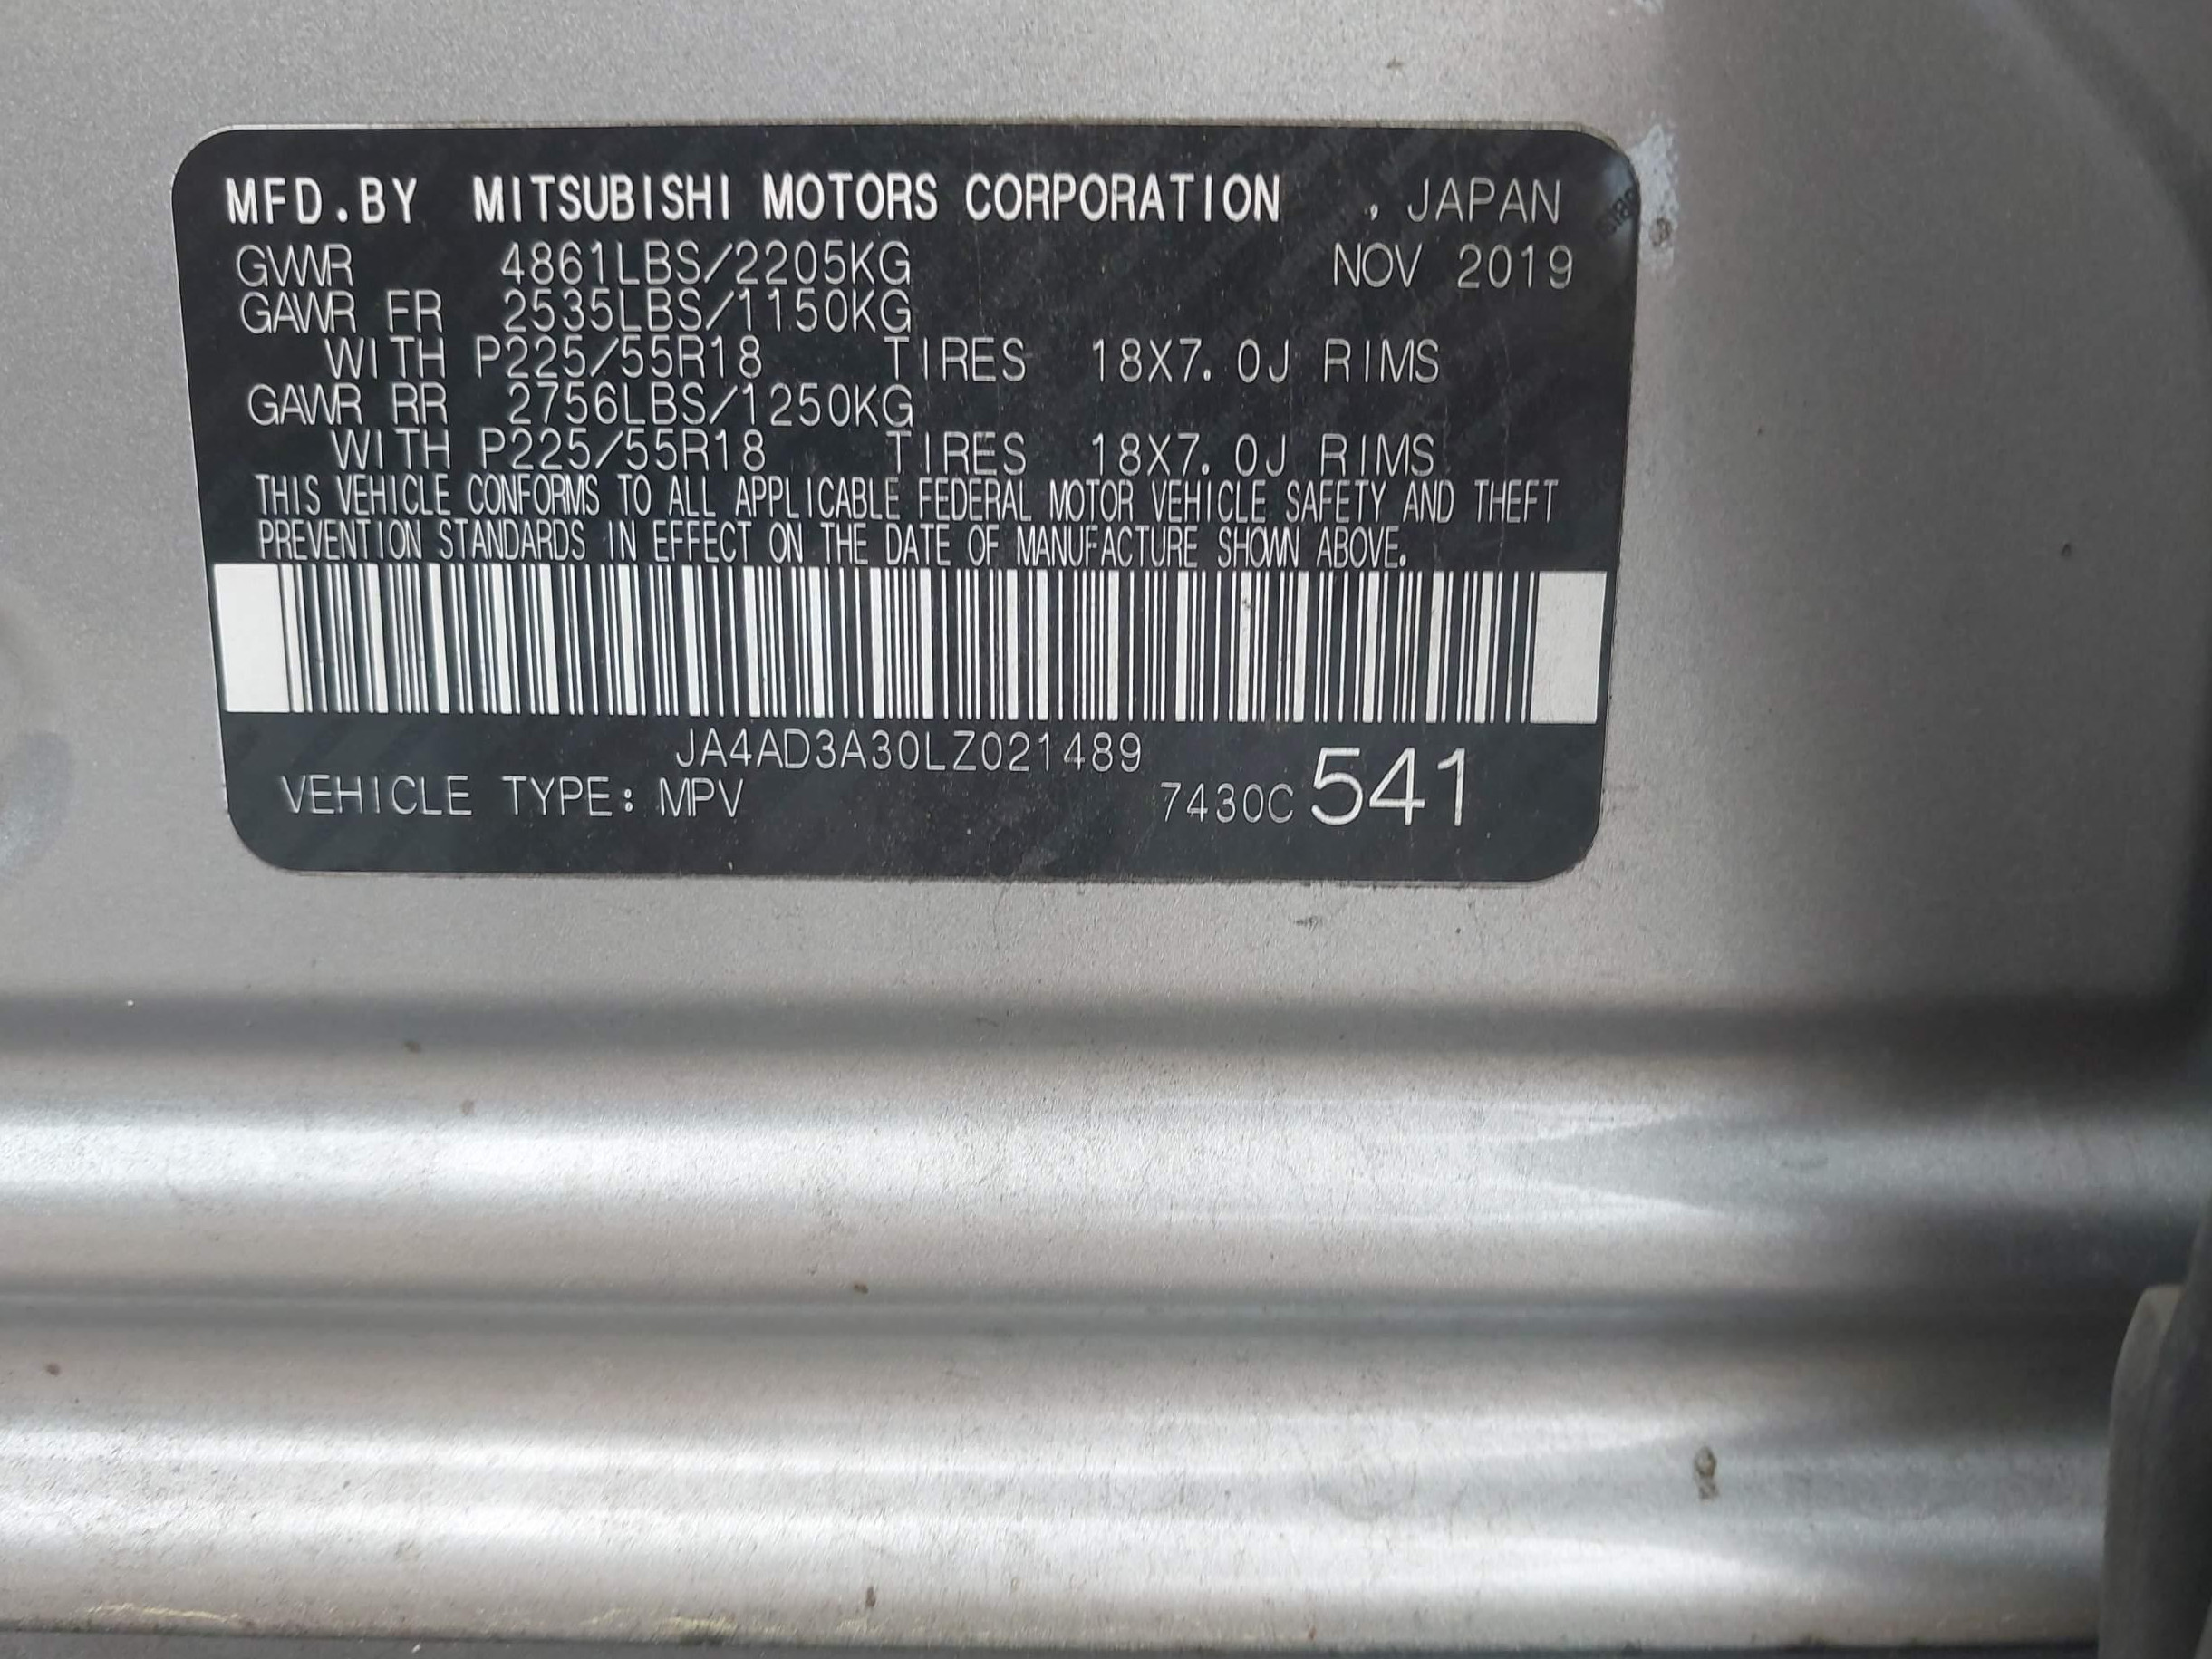 MFD.BY MITSUBISHI MOTORS CORPORATION , JAPAN
GVWR 4861LBS/2205KG NOV 2019
GAWR FR 2535LBS/1150KG
WITH P225/55R18 TIRES 18X7.0J RIMS
GAWR RR 2756LBS/1250KG
WITH P225/55R18 TIRES 18X7.0J RIMS
THIS VEHICLE CONFORMS TO ALL APPLICABLE FEDERAL MOTOR VEHICLE SAFETY AND THEFT
PREVENTION STANDARDS IN EFFECT ON THE DATE OF MANUFACTURE SHOWN ABOVE.
JA4AD3A30LZ021489
VEHICLE TYPE: MPV 7430C 541